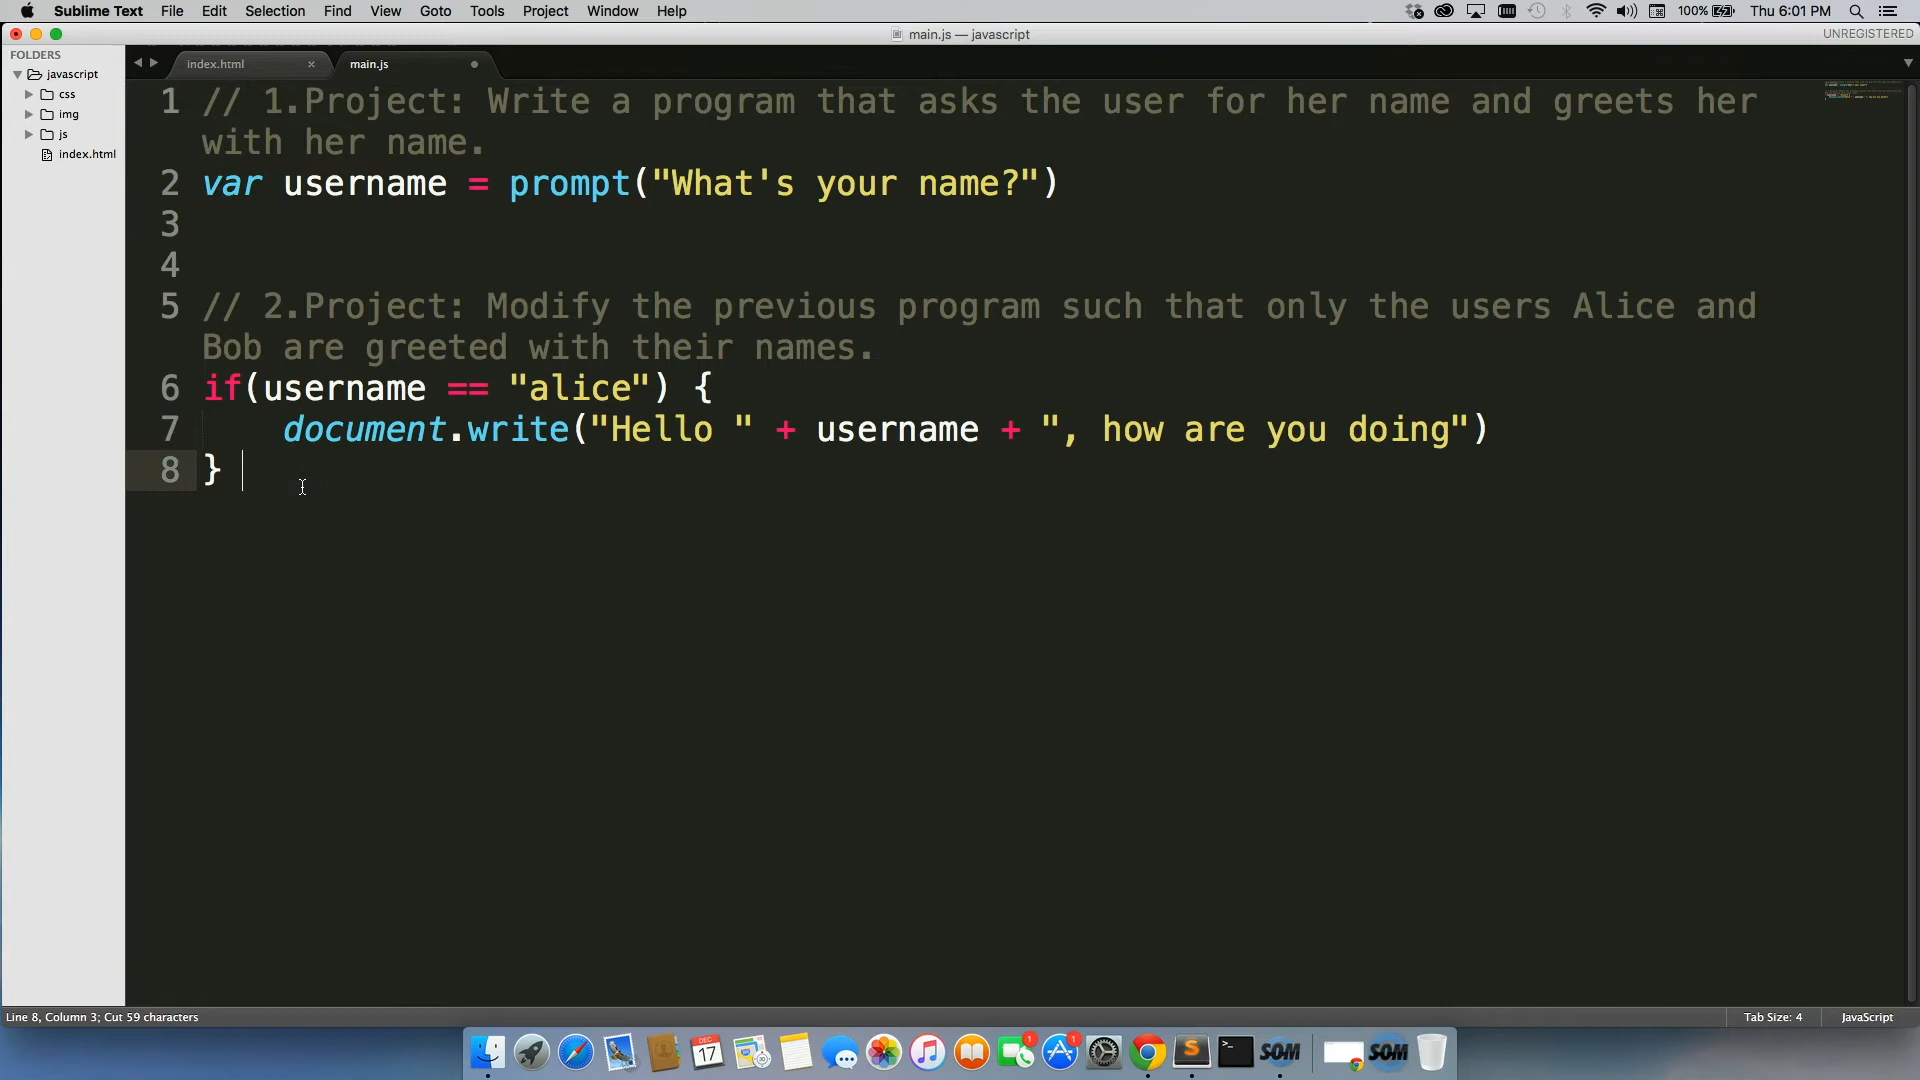 Sublime Text File Edit Selection Find View Goto Tools Project Window Help 100% Thu 6:01 PM
main.js — javascript UNREGISTERED
FOLDERS
javascript
css
img
js
index.html
index.html main.js
1 // 1.Project: Write a program that asks the user for her name and greets her
with her name.
2 var username = prompt("What's your name?")
3
4
5 // 2.Project: Modify the previous program such that only the users Alice and
Bob are greeted with their names.
6 if(username == "alice") {
7 document.write("Hello " + username + ", how are you doing")
8 }
Line 8, Column 3; Cut 59 characters Tab Size: 4 JavaScript
DEC
17
1
1
S
SOM
SOM